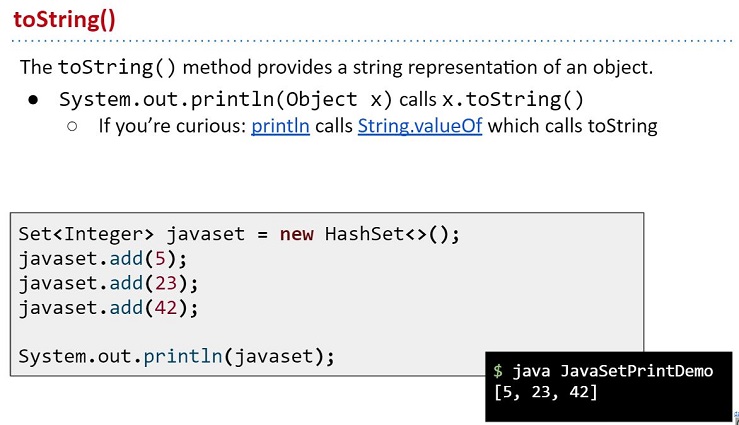 toString()
The toString() method provides a string representation of an object.
● System.out.println(Object x) calls x.toString()
○ If you’re curious: println calls String.valueOf which calls toString
Set<Integer> javaset = new HashSet<>();
javaset.add(5);
javaset.add(23);
javaset.add(42);
System.out.println(javaset);
$ java JavaSetPrintDemo
[5, 23, 42]